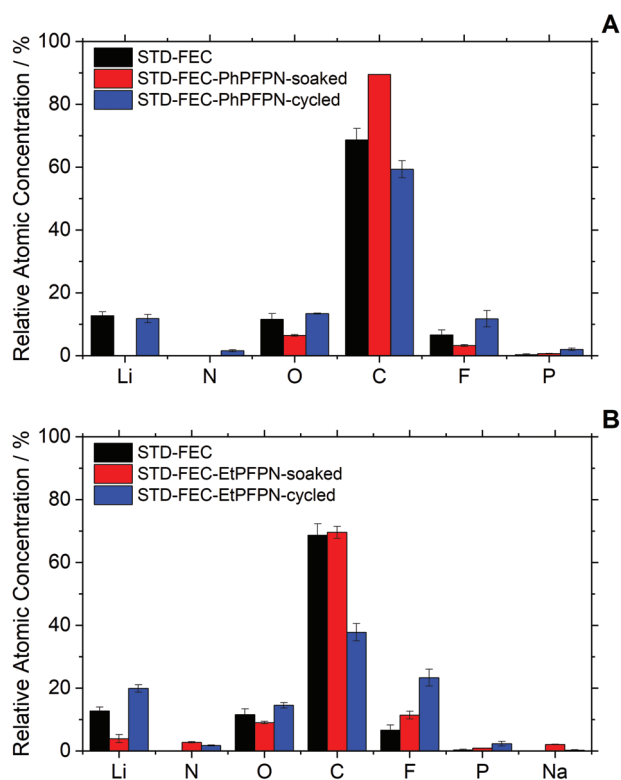 A
Relative Atomic Concentration / %
100
80
60
40
20
0
STD-FEC
STD-FEC-PhPFPN-soaked
STD-FEC-PhPFPN-cycled
Li N O C F P
B
Relative Atomic Concentration / %
100
80
60
40
20
0
STD-FEC
STD-FEC-EtPFPN-soaked
STD-FEC-EtPFPN-cycled
Li N O C F P Na